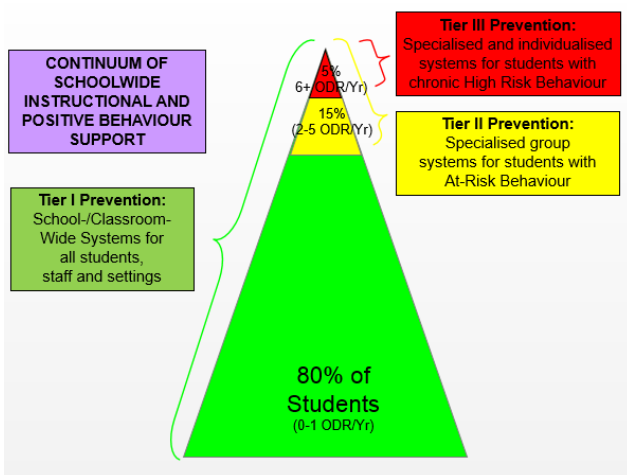 CONTINUUM OF
SCHOOLWIDE
INSTRUCTIONAL AND
POSITIVE BEHAVIOUR
SUPPORT
Tier III Prevention:
Specialised and individualised
systems for students with
chronic High Risk Behaviour
5%
6+ ODR/Yr)
15%
(2-5 ODR/Yr)
Tier II Prevention:
Specialised group
systems for students with
At-Risk Behaviour
Tier I Prevention:
School-/Classroom-
Wide Systems for
all students,
staff and settings
80% of
Students
(0-1 ODR/Yr)